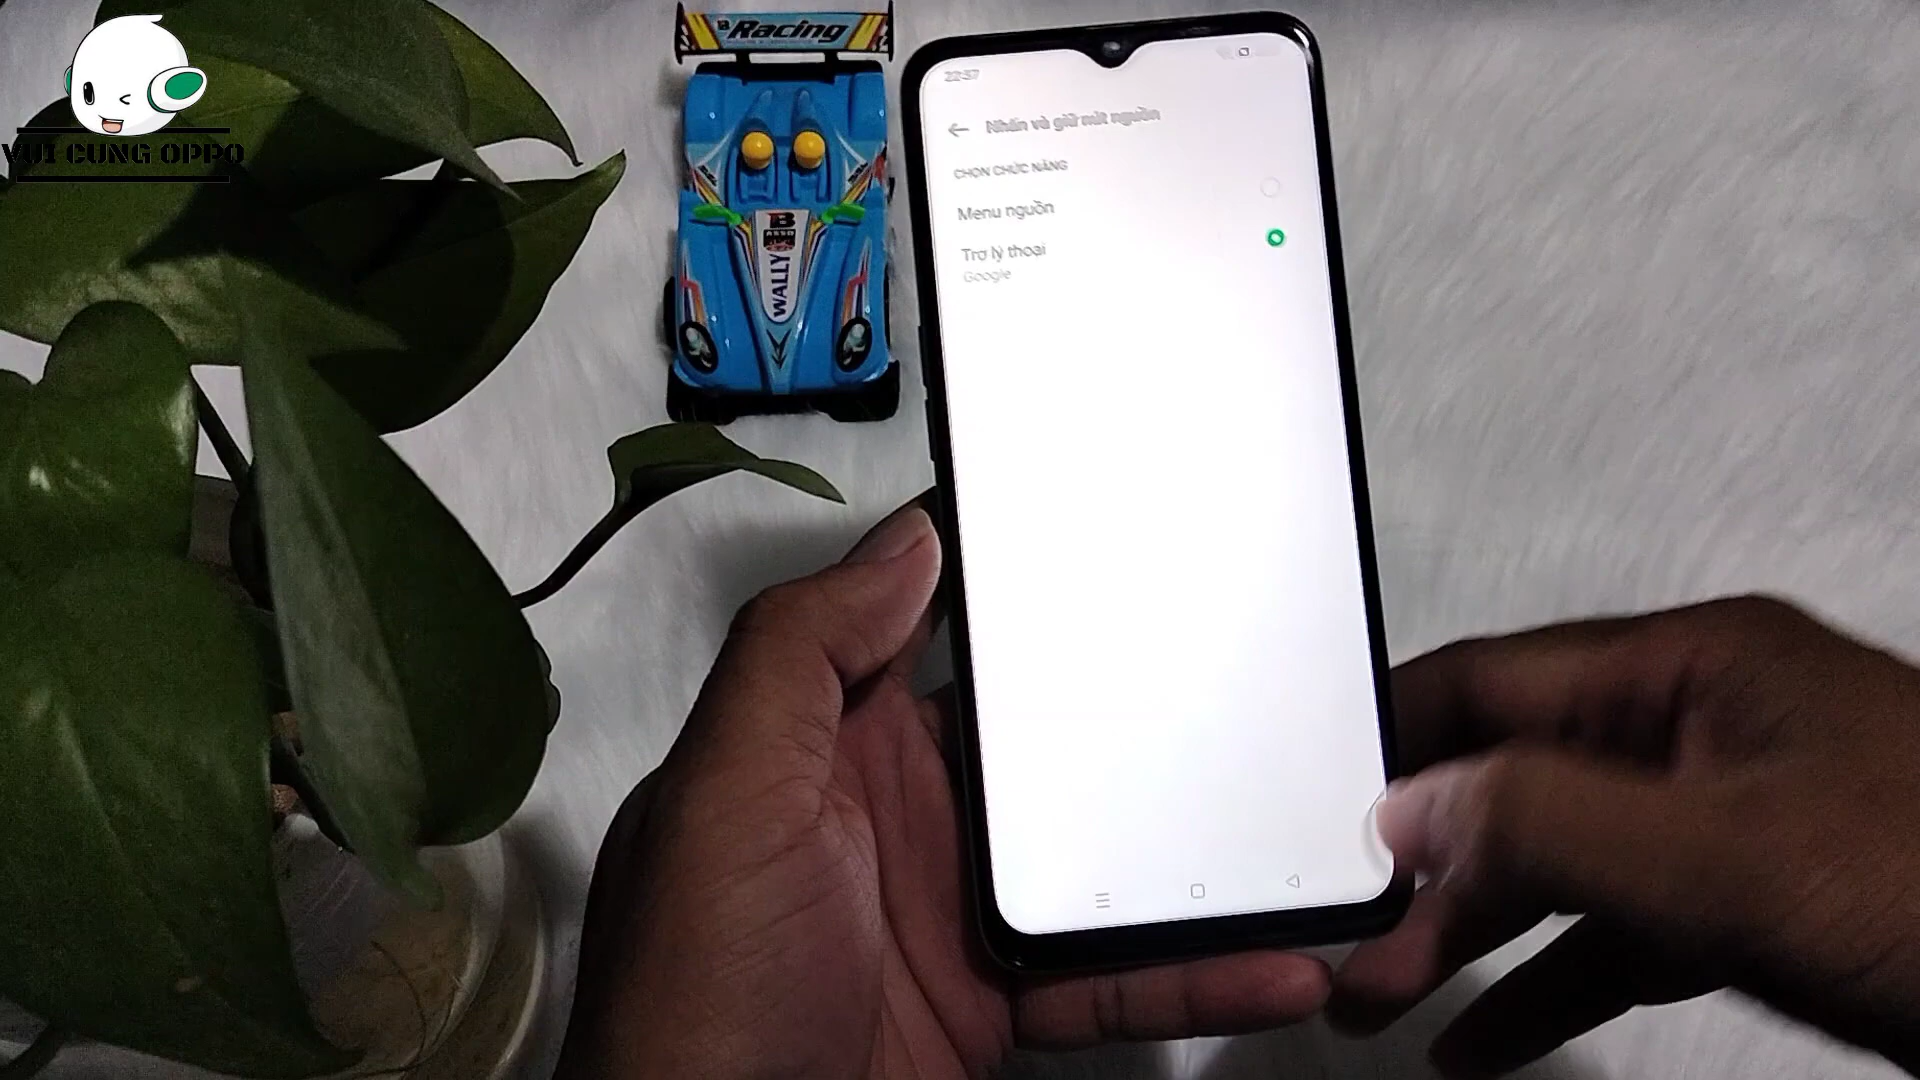 VUI CUNG OPPO
Racing
WALLY
22:57
Nhấn và giữ nút nguồn
CHỌN CHỨC NĂNG
Menu nguồn
Trợ lý thoại
Google